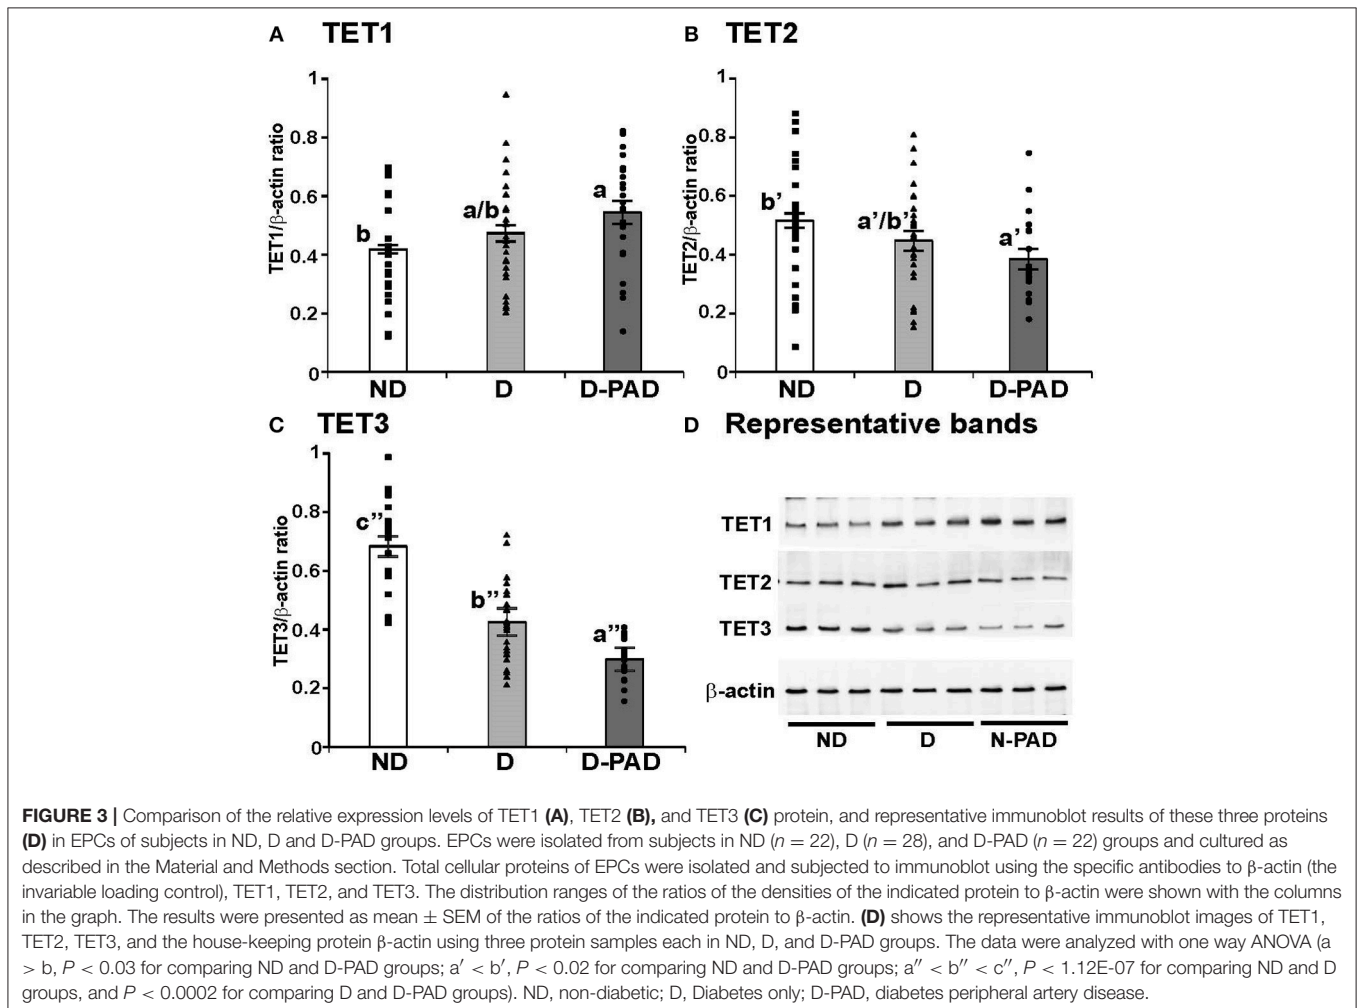 A TET1
TET1/β-actin ratio
1
0.8
0.6
0.4
0.2
0
b
a/b
a
ND D D-PAD
B TET2
TET2/β-actin ratio
1
0.8
0.6
0.4
0.2
0
b’
a’/b’
a’
ND D D-PAD
C TET3
TET3/β-actin ratio
1
0.8
0.6
0.4
0.2
0
c’’
b’’
a’’
ND D D-PAD
D Representative bands
TET1
TET2
TET3
β-actin
ND D N-PAD
FIGURE 3 | Comparison of the relative expression levels of TET1 (A), TET2 (B), and TET3 (C) protein, and representative immunoblot results of these three proteins
(D) in EPCs of subjects in ND, D and D-PAD groups. EPCs were isolated from subjects in ND (n = 22), D (n = 28), and D-PAD (n = 22) groups and cultured as
described in the Material and Methods section. Total cellular proteins of EPCs were isolated and subjected to immunoblot using the specific antibodies to β-actin (the
invariable loading control), TET1, TET2, and TET3. The distribution ranges of the ratios of the densities of the indicated protein to β-actin were shown with the columns
in the graph. The results were presented as mean ± SEM of the ratios of the indicated protein to β-actin. (D) shows the representative immunoblot images of TET1,
TET2, TET3, and the house-keeping protein β-actin using three protein samples each in ND, D, and D-PAD groups. The data were analyzed with one way ANOVA (a
> b, P < 0.03 for comparing ND and D-PAD groups; a′ < b′, P < 0.02 for comparing ND and D-PAD groups; a″ < b″ < c″, P < 1.12E-07 for comparing ND and D
groups, and P < 0.0002 for comparing D and D-PAD groups). ND, non-diabetic; D, Diabetes only; D-PAD, diabetes peripheral artery disease.